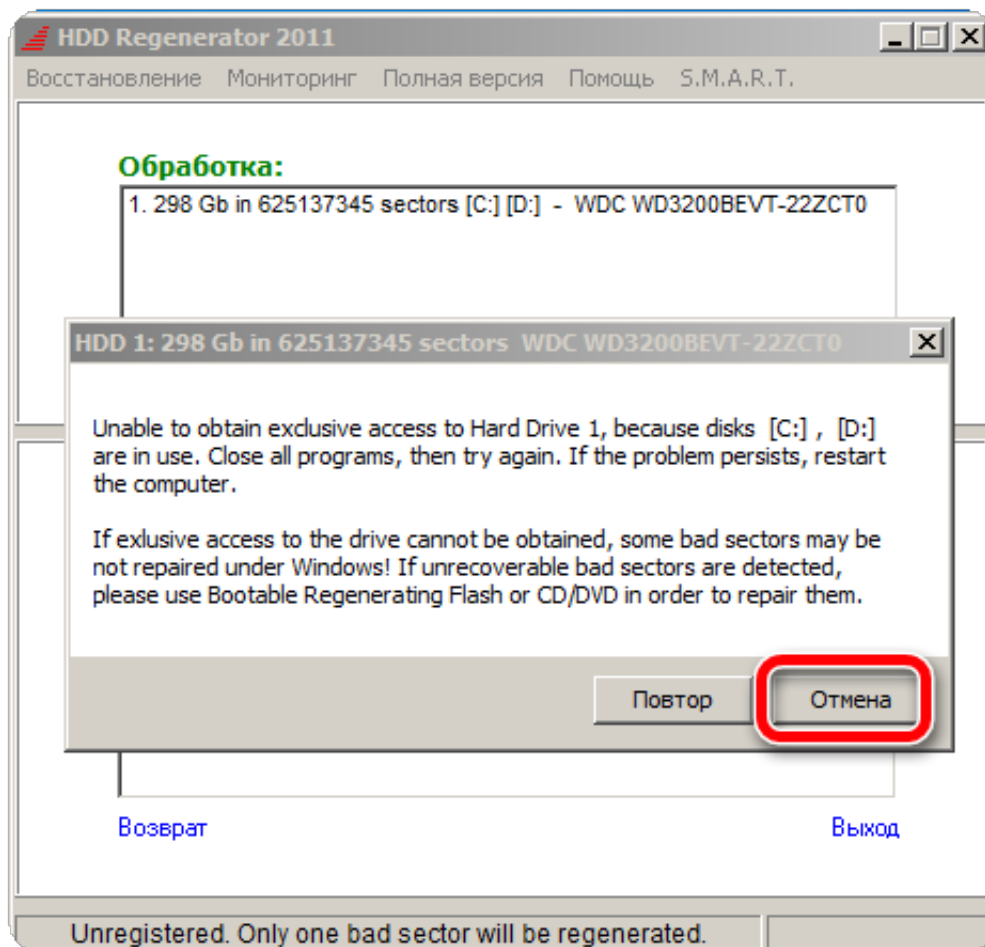 HDD Regenerator 2011
Восстановление Мониторинг Полная версия Помощь S.M.A.R.T.
Обработка:
1. 298 Gb in 625137345 sectors [C:] [D:] - WDC WD3200BEVT-22ZCT0
HDD 1: 298 Gb in 625137345 sectors WDC WD3200BEVT-22ZCT0
Unable to obtain exclusive access to Hard Drive 1, because disks [C:] , [D:]
are in use. Close all programs, then try again. If the problem persists, restart
the computer.
If exlusive access to the drive cannot be obtained, some bad sectors may be
not repaired under Windows! If unrecoverable bad sectors are detected,
please use Bootable Regenerating Flash or CD/DVD in order to repair them.
Повтор Отмена
Возврат Выход
Unregistered. Only one bad sector will be regenerated.